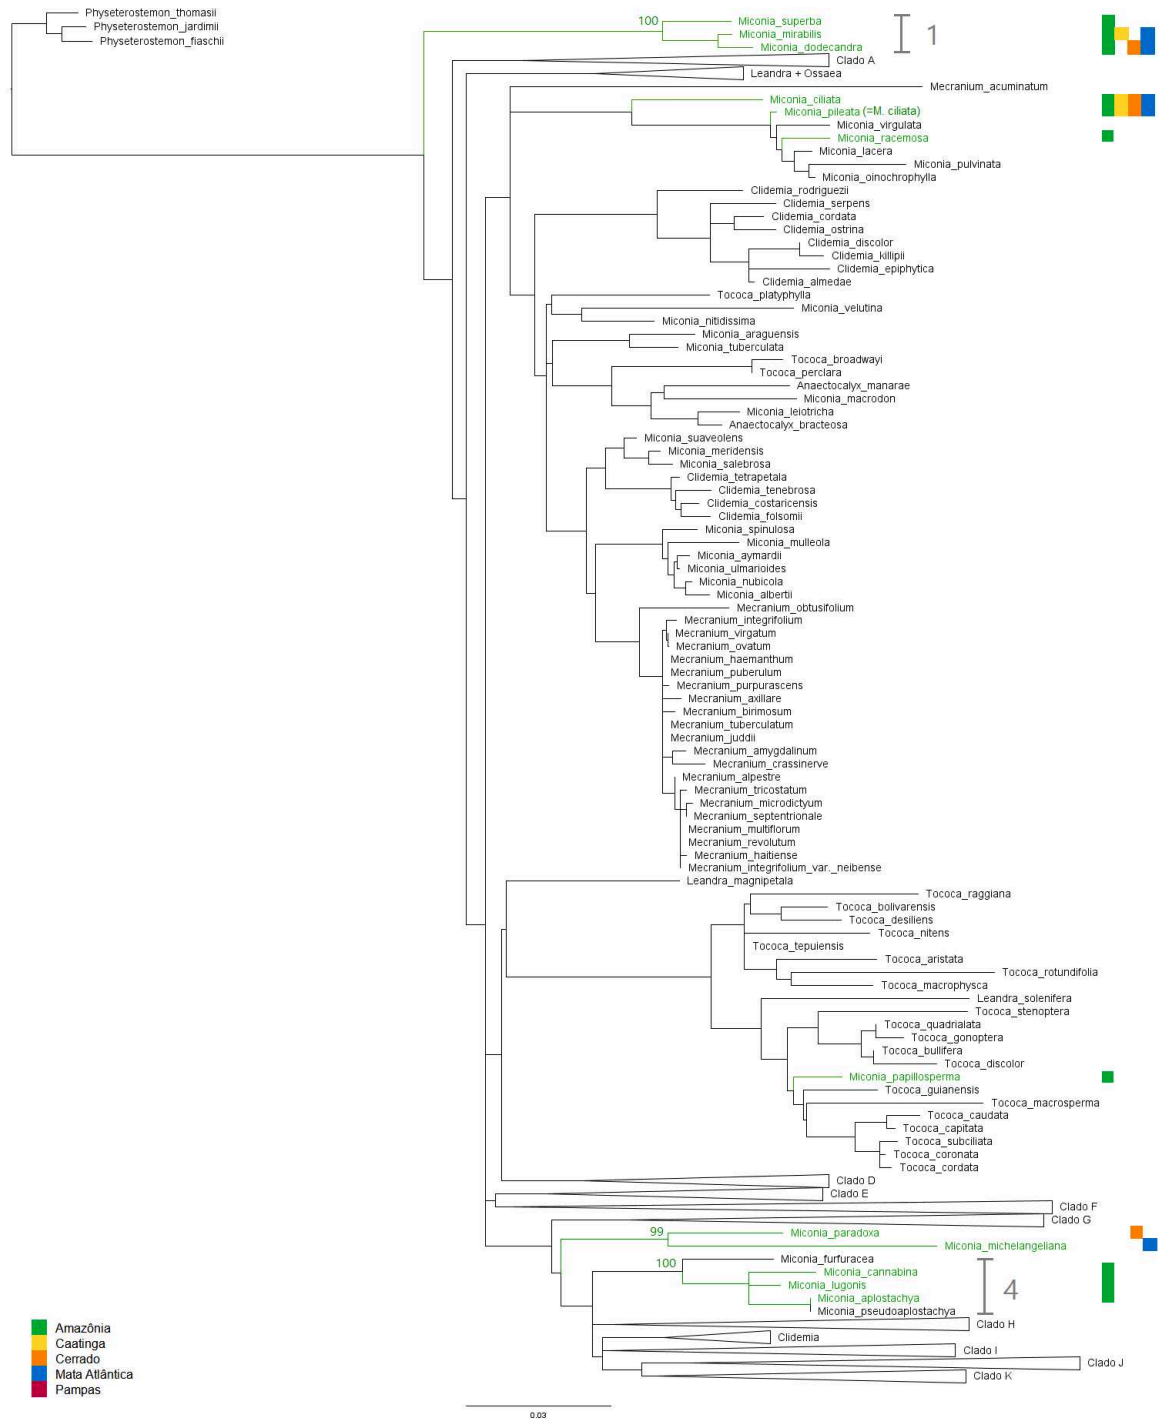 Physeterostemon_thomasii
Physeterostemon_jardimii
Physeterostemon_fiaschii
100
Miconia_superba
Miconia_mirabilis
Miconia_dodecandra
1
Clado A
Leandra + Ossaea
Mecranium_acuminatum
Miconia_ciliata
Miconia_pileata (=M. ciliata)
Miconia_virgulata
Miconia_racemosa
Miconia_lacera
Miconia_pulvinata
Miconia_oinochrophylla
Clidemia_rodriguezii
Clidemia_serpens
Clidemia_cordata
Clidemia_ostrina
Clidemia_discolor
Clidemia_killipii
Clidemia_epiphytica
Clidemia_almedae
Tococa_platyphylla
Miconia_velutina
Miconia_nitidissima
Miconia_araguensis
Miconia_tuberculata
Tococa_broadwayi
Tococa_perclara
Anaectocalyx_manarae
Miconia_macrodon
Miconia_leiotricha
Anaectocalyx_bracteosa
Miconia_suaveolens
Miconia_meridensis
Miconia_salebrosa
Clidemia_tetrapetala
Clidemia_tenebrosa
Clidemia_costaricensis
Clidemia_folsomii
Miconia_spinulosa
Miconia_mulleola
Miconia_aymardii
Miconia_ulmarioides
Miconia_nubicola
Miconia_albertii
Mecranium_obtusifolium
Mecranium_integrifolium
Mecranium_virgatum
Mecranium_ovatum
Mecranium_haemanthum
Mecranium_puberulum
Mecranium_purpurascens
Mecranium_axillare
Mecranium_birimosum
Mecranium_tuberculatum
Mecranium_juddii
Mecranium_amygdalinum
Mecranium_crassinerve
Mecranium_alpestre
Mecranium_tricostatum
Mecranium_microdictyum
Mecranium_septentrionale
Mecranium_multiflorum
Mecranium_revolutum
Mecranium_haitiense
Mecranium_integrifolium_var._neibense
Leandra_magnipetala
Tococa_raggiana
Tococa_bolivarensis
Tococa_desiliens
Tococa_nitens
Tococa_tepuiensis
Tococa_aristata
Tococa_rotundifolia
Tococa_macrophysca
Leandra_solenifera
Tococa_stenoptera
Tococa_quadrialata
Tococa_gonoptera
Tococa_bullifera
Tococa_discolor
Miconia_papillosperma
Tococa_guianensis
Tococa_macrosperma
Tococa_caudata
Tococa_capitata
Tococa_subciliata
Tococa_coronata
Tococa_cordata
Clado D
Clado E
Clado F
Clado G
99
Miconia_paradoxa
Miconia_michelangeliana
100
Miconia_furfuracea
Miconia_cannabina
Miconia_lugonis
Miconia_aplostachya
Miconia_pseudoaplostachya
4
Clado H
Clidemia
Clado I
Clado J
Clado K
Amazônia
Caatinga
Cerrado
Mata Atlântica
Pampas
0.03